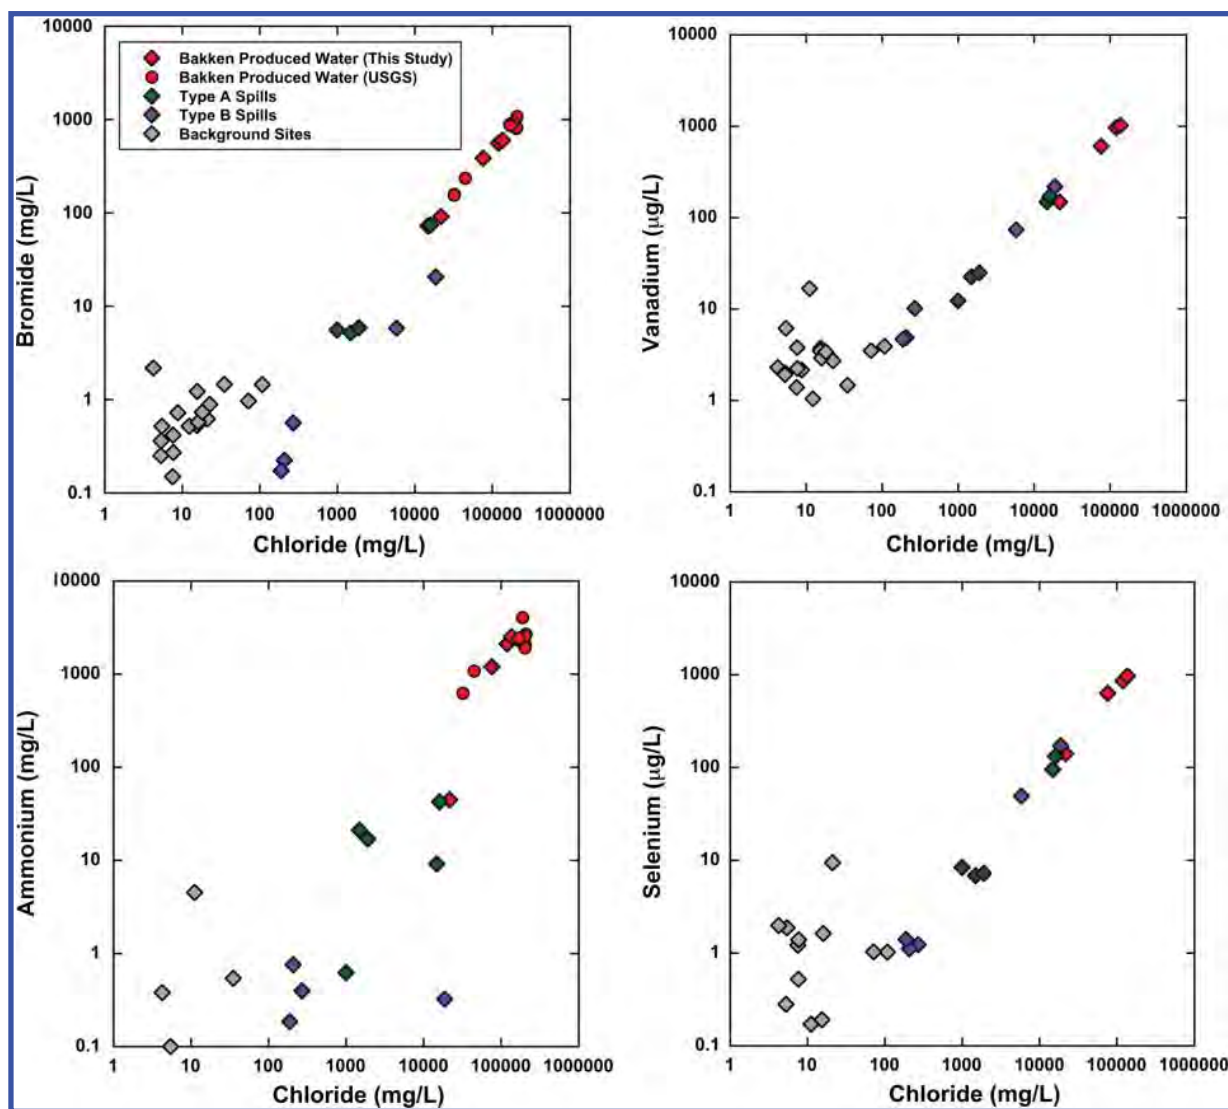 10000
1000
100
10
1
0.1
Bromide (mg/L)
Bakken Produced Water (This Study)
Bakken Produced Water (USGS)
Type A Spills
Type B Spills
Background Sites
1 10 100 1000 10000 100000 1000000
Chloride (mg/L)
10000
1000
100
10
1
0.1
Vanadium (µg/L)
1 10 100 1000 10000 100000 1000000
Chloride (mg/L)
10000
1000
100
10
1
0.1
Ammonium (mg/L)
1 10 100 1000 10000 100000 1000000
Chloride (mg/L)
10000
1000
100
10
1
0.1
Selenium (µg/L)
1 10 100 1000 10000 100000 1000000
Chloride (mg/L)